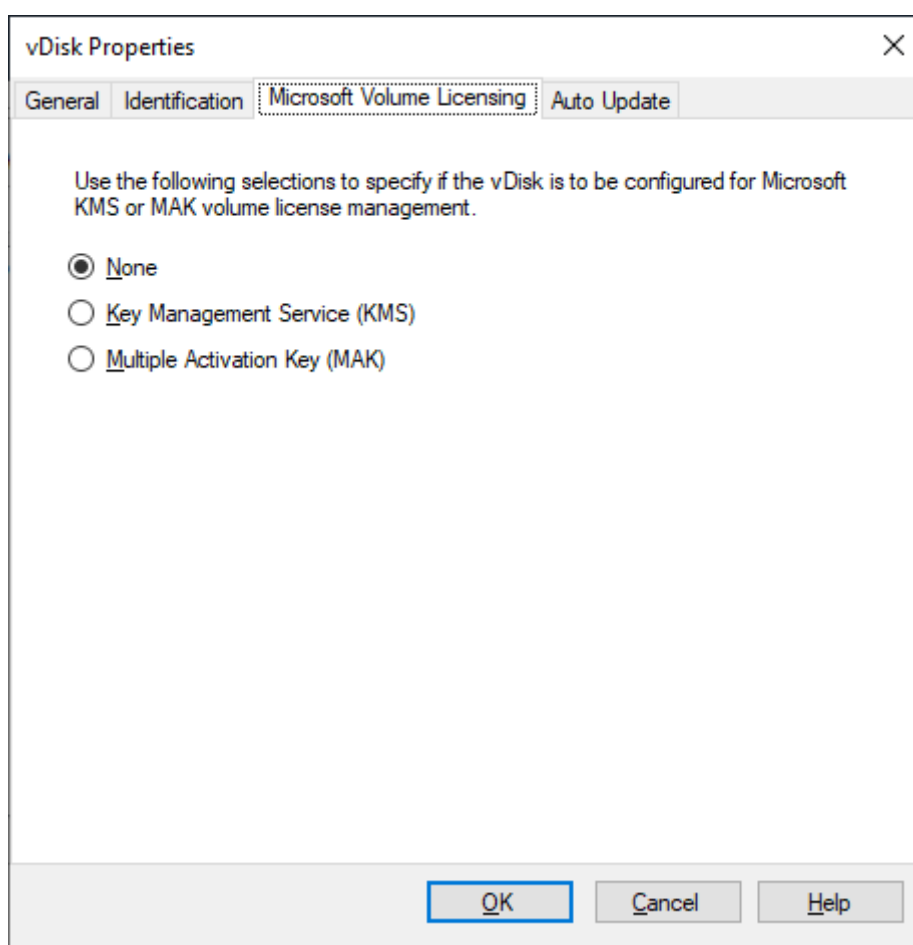 vDisk Properties
General Identification Microsoft Volume Licensing Auto Update
Use the following selections to specify if the vDisk is to be configured for Microsoft
KMS or MAK volume license management.
None
Key Management Service (KMS)
Multiple Activation Key (MAK)
OK Cancel Help